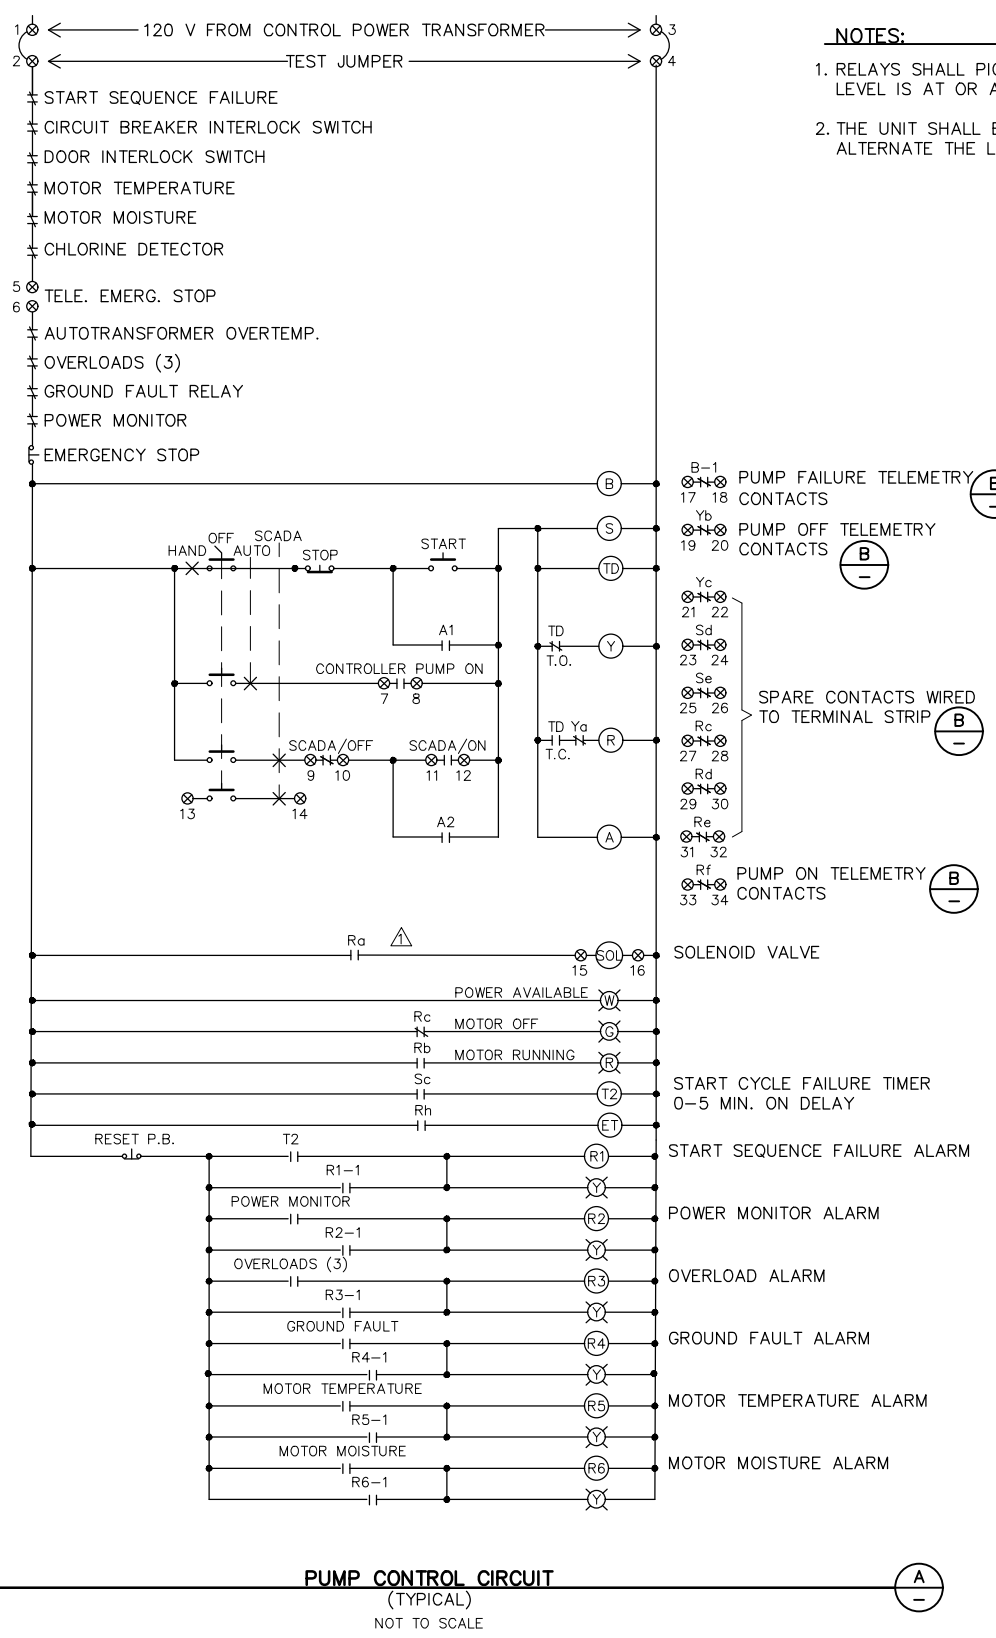 1 120 V FROM CONTROL POWER TRANSFORMER 3
2 TEST JUMPER 4
START SEQUENCE FAILURE
CIRCUIT BREAKER INTERLOCK SWITCH
DOOR INTERLOCK SWITCH
MOTOR TEMPERATURE
MOTOR MOISTURE
CHLORINE DETECTOR
5
TELE. EMERG. STOP
6
AUTOTRANSFORMER OVERTEMP.
OVERLOADS (3)
GROUND FAULT RELAY
POWER MONITOR
EMERGENCY STOP
NOTES:
1. RELAYS SHALL
LEVEL IS AT OR
2. THE UNIT SHALL
ALTERNATE THE
B
S
TD
HAND OFF AUTO SCADA
STOP
START
A1
TD
T.O.
Y
CONTROLLER PUMP ON
7 8
TD Ya
T.C.
R
SCADA/OFF
9 10
SCADA/ON
11 12
13 14
A2
A
B-1
17 18
PUMP FAILURE TELEMETRY
CONTACTS
Yb
19 20
PUMP OFF TELEMETRY
CONTACTS
B
–
Yc
21 22
Sd
23 24
Se
25 26
SPARE CONTACTS WIRED
TO TERMINAL STRIP
B
–
Rc
27 28
Rd
29 30
Re
31 32
Rf
33 34
PUMP ON TELEMETRY
CONTACTS
B
–
Ra 1 15 SOL 16 SOLENOID VALVE
POWER AVAILABLE W
Rc MOTOR OFF G
Rb MOTOR RUNNING R
Sc T2 START CYCLE FAILURE TIMER
0-5 MIN. ON DELAY
Rh ET
RESET P.B. T2 R1 START SEQUENCE FAILURE ALARM
R1-1 Y
POWER MONITOR R2 POWER MONITOR ALARM
R2-1 Y
OVERLOADS (3) R3 OVERLOAD ALARM
R3-1 Y
GROUND FAULT R4 GROUND FAULT ALARM
R4-1 Y
MOTOR TEMPERATURE R5 MOTOR TEMPERATURE ALARM
R5-1 Y
MOTOR MOISTURE R6 MOTOR MOISTURE ALARM
R6-1 Y
PUMP CONTROL CIRCUIT
(TYPICAL)
NOT TO SCALE
A
–